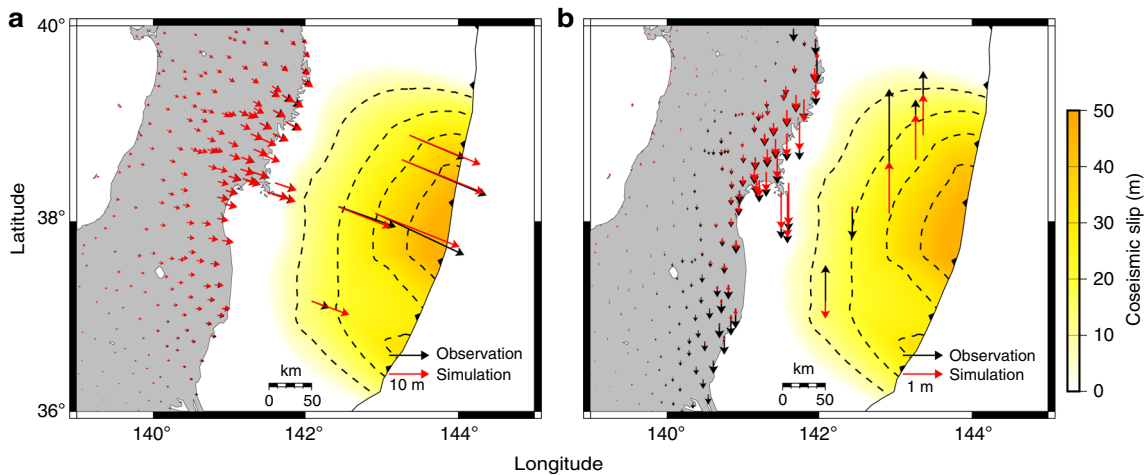 a
b
40°
38°
36°
Latitude
Observation
Simulation
10 m
km
0
50
140°
142°
144°
Observation
Simulation
1 m
km
0
50
140°
142°
144°
Longitude
50
40
30
20
10
0
Coseismic slip (m)